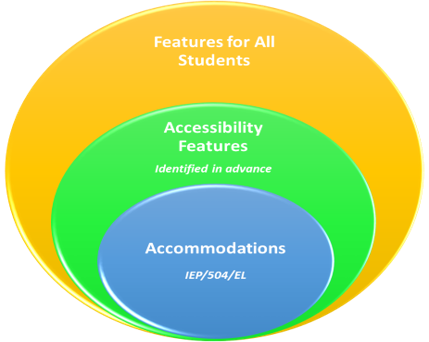 Features for All
Students
Accessibility
Features
Identified in advance
Accommodations
IEP/504/EL